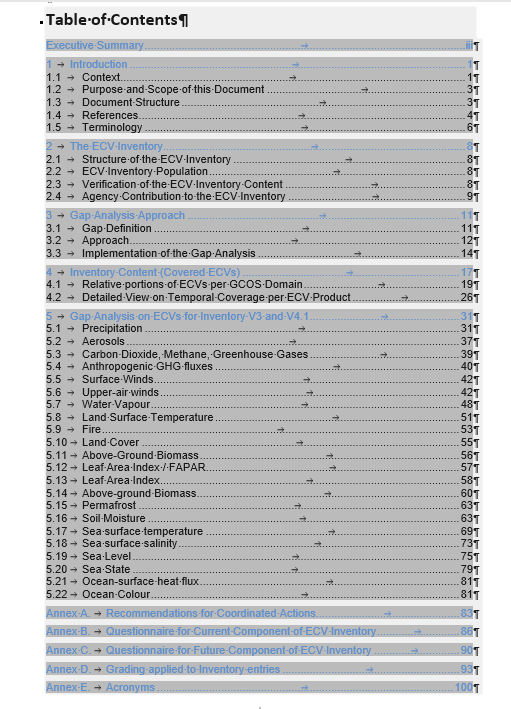 Table of Contents¶
Executive Summary → iii¶
1 → Introduction → 1¶
1.1 → Context → 1¶
1.2 → Purpose and Scope of this Document → 3¶
1.3 → Document Structure → 3¶
1.4 → References → 4¶
1.5 → Terminology → 6¶
2 → The ECV Inventory → 8¶
2.1 → Structure of the ECV Inventory → 8¶
2.2 → ECV Inventory Population → 8¶
2.3 → Verification of the ECV Inventory Content → 8¶
2.4 → Agency Contribution to the ECV Inventory → 9¶
3 → Gap Analysis Approach → 11¶
3.1 → Gap Definition → 11¶
3.2 → Approach → 12¶
3.3 → Implementation of the Gap Analysis → 14¶
4 → Inventory Content (Covered ECVs) → 17¶
4.1 → Relative portions of ECVs per GCOS Domain → 19¶
4.2 → Detailed View on Temporal Coverage per ECV Product → 26¶
5 → Gap Analysis on ECVs for Inventory V3 and V4.1 → 31¶
5.1 → Precipitation → 31¶
5.2 → Aerosols → 37¶
5.3 → Carbon Dioxide, Methane, Greenhouse Gases → 39¶
5.4 → Anthropogenic GHG fluxes → 40¶
5.5 → Surface Winds → 42¶
5.6 → Upper-air winds → 42¶
5.7 → Water Vapour → 48¶
5.8 → Land Surface Temperature → 51¶
5.9 → Fire → 53¶
5.10 → Land Cover → 55¶
5.11 → Above-Ground Biomass → 56¶
5.12 → Leaf Area Index / FAPAR → 57¶
5.13 → Leaf Area Index → 58¶
5.14 → Above-ground Biomass → 60¶
5.15 → Permafrost → 63¶
5.16 → Soil Moisture → 63¶
5.17 → Sea surface temperature → 69¶
5.18 → Sea surface salinity → 73¶
5.19 → Sea Level → 75¶
5.20 → Sea State → 79¶
5.21 → Ocean-surface heat flux → 81¶
5.22 → Ocean Colour → 81¶
Annex A. → Recommendations for Coordinated Actions → 83¶
Annex B. → Questionnaire for Current Component of ECV Inventory → 86¶
Annex C. → Questionnaire for Future Component of ECV Inventory → 90¶
Annex D. → Grading applied to Inventory entries → 93¶
Annex E. → Acronyms → 100¶